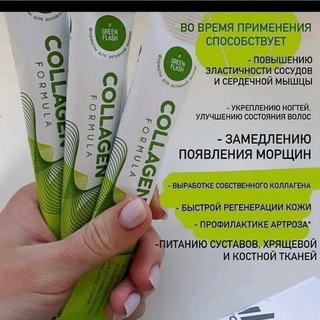 GREEN
FLASH
COLLAGEN
FORMULA
COLLAGEN
FORMULA
COLLAGEN
FORMULA
ВО ВРЕМЯ ПРИМЕНЕНИЯ
СПОСОБСТВУЕТ
- ПОВЫШЕНИЮ
ЭЛАСТИЧНОСТИ СОСУДОВ
И СЕРДЕЧНОЙ МЫШЦЫ
- УКРЕПЛЕНИЮ НОГТЕЙ,
УЛУЧШЕНИЮ СОСТОЯНИЯ ВОЛОС
- ЗАМЕДЛЕНИЮ
ПОЯВЛЕНИЯ МОРЩИН
- ВЫРАБОТКЕ СОБСТВЕННОГО КОЛЛАГЕНА
- БЫСТРОЙ РЕГЕНЕРАЦИИ КОЖИ
- ПРОФИЛАКТИКЕ АРТРОЗА*
-ПИТАНИЮ СУСТАВОВ, ХРЯЩЕВОЙ
И КОСТНОЙ ТКАНЕЙ